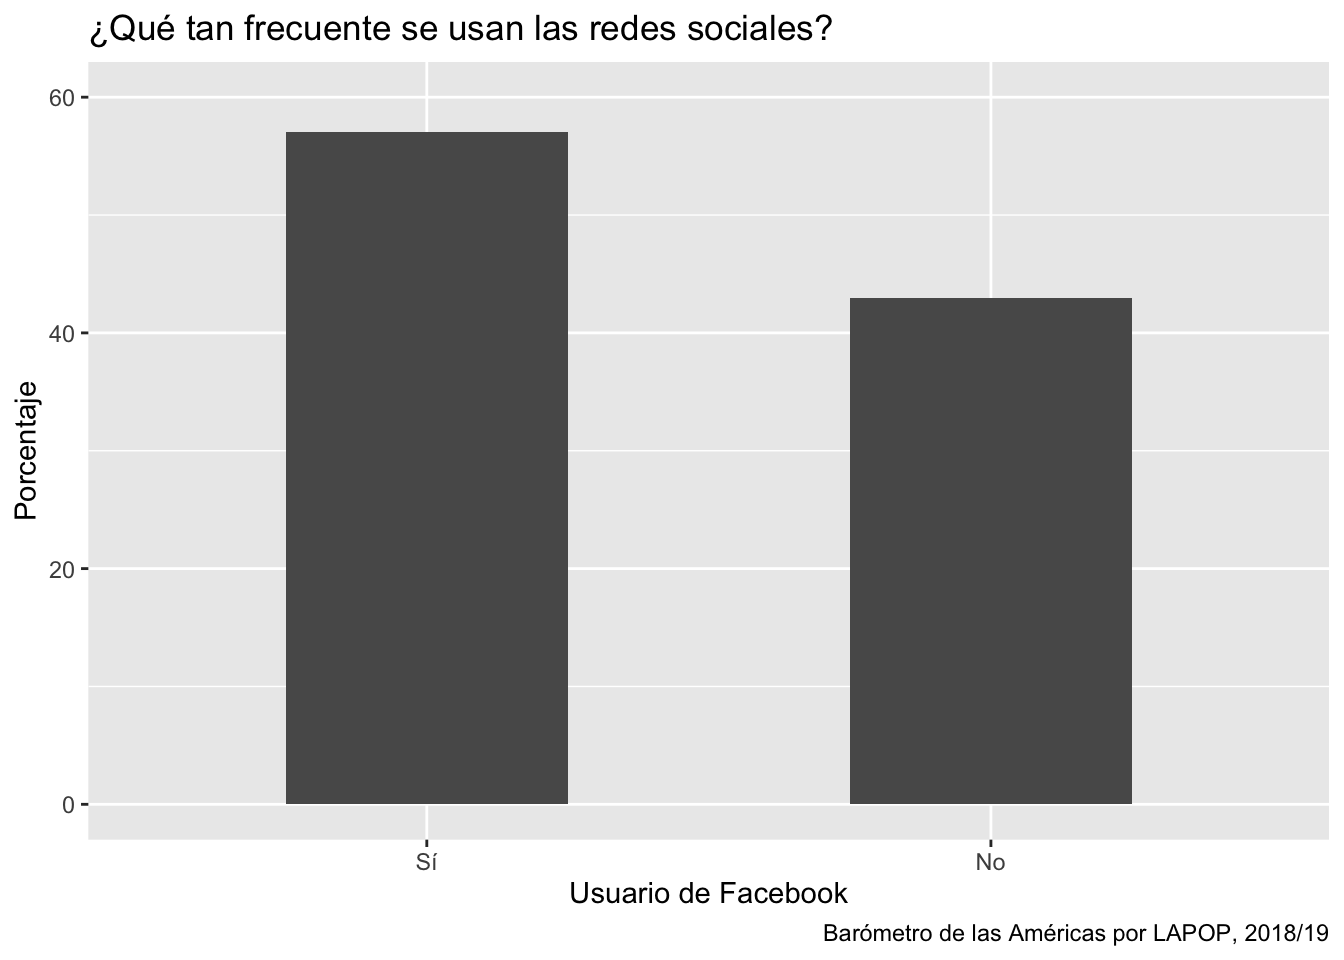 ¿Qué tan frecuente se usan las redes sociales?
60
40
20
0
Porcentaje
Sí
No
Usuario de Facebook
Barómetro de las Américas por LAPOP, 2018/19